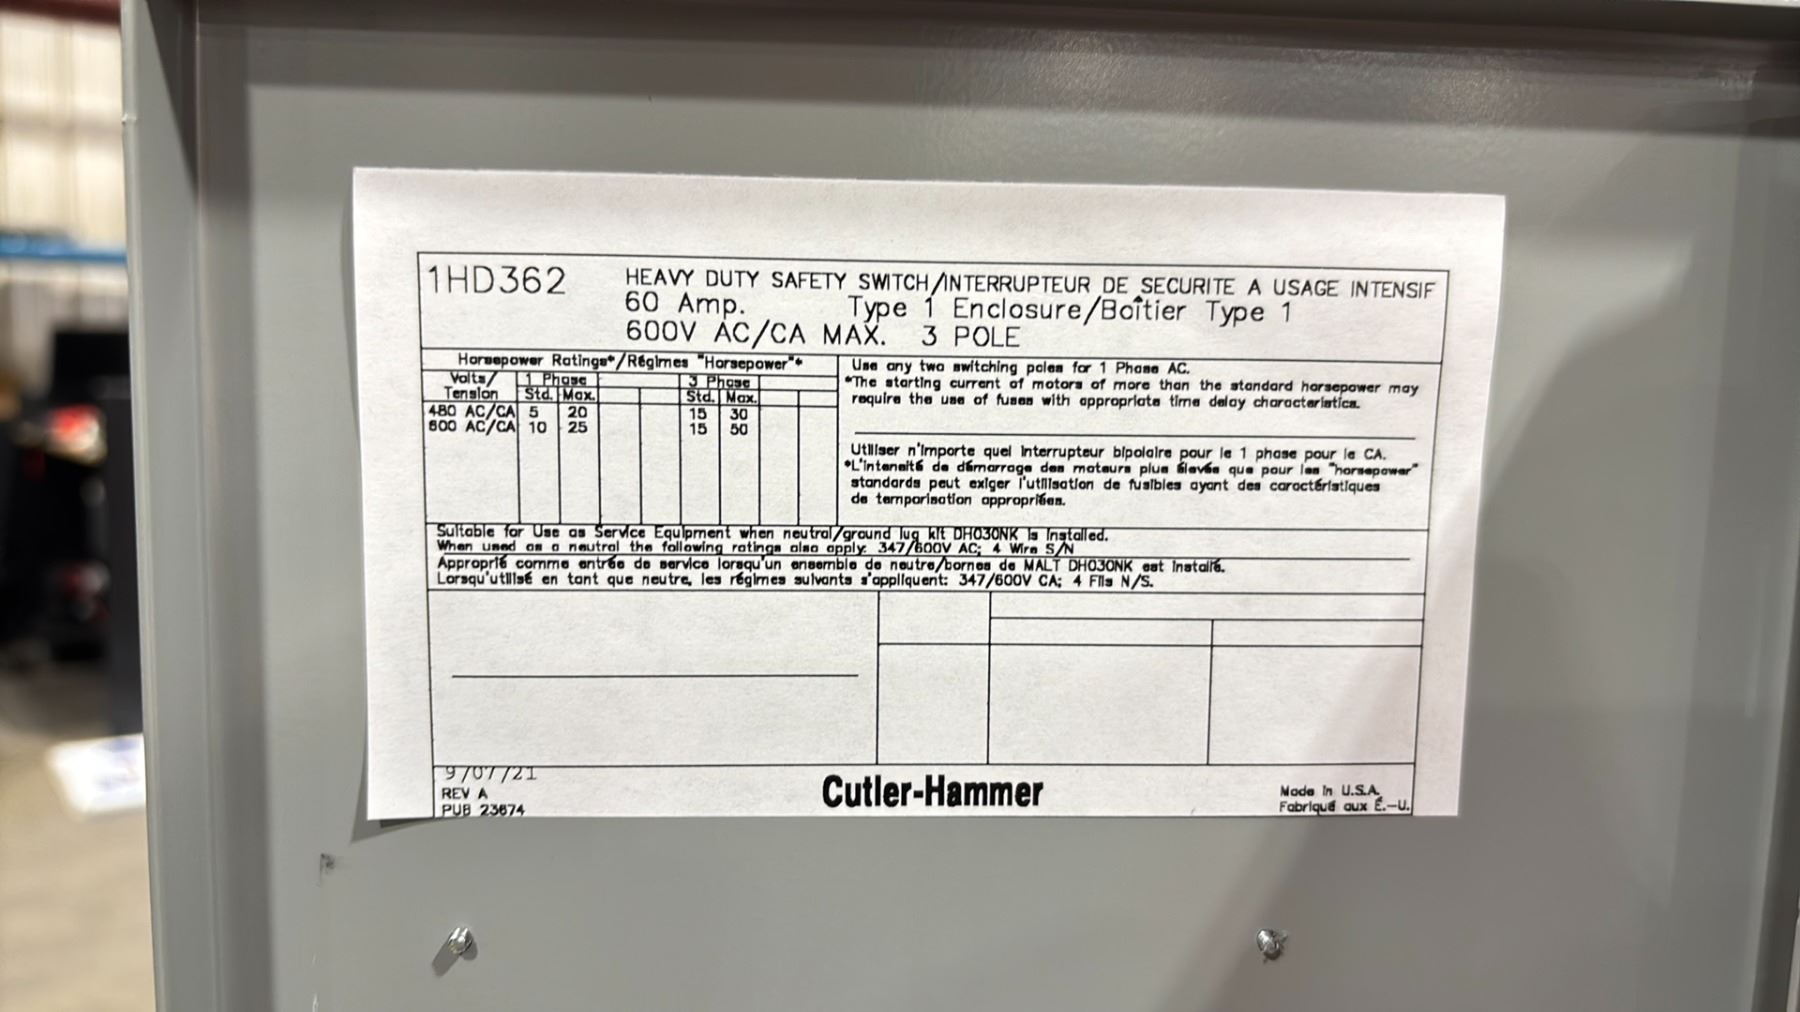 1HD362
HEAVY DUTY SAFETY SWITCH/INTERRUPTEUR DE SECURITE A USAGE INTENSIF
60 Amp. Type 1 Enclosure/Boîtier Type 1
600V AC/CA MAX. 3 POLE
Horsepower Ratings*/Régimes "Horsepower"*
Volts/ 1 Phase 3 Phase
Tension Std. Max. Std. Max.
480 AC/CA 5 20 15 30
600 AC/CA 10 25 15 50
Use any two switching poles for 1 Phase AC.
*The starting current of motors of more than the standard horsepower may
require the use of fuses with appropriate time delay characteristics.
Utiliser n'importe quel Interrupteur bipolaire pour le 1 phase pour le CA.
*L'intensité de démarrage des moteurs plus élevée que pour les "horsepower"
standards peut exiger l'utilisation de fusibles ayant des caractéristiques
de temporisation appropriées.
Suitable for Use as Service Equipment when neutral/ground lug kit DH030NK is Installed.
When used as a neutral the following ratings also apply: 347/600V AC; 4 Wire S/N
Approprié comme entrée de service lorsqu'un ensemble de neutre/bornes de MALT DH030NK est installé.
Lorsqu'utilisé en tant que neutre, les régimes suivants s'appliquent: 347/600V CA; 4 Fils N/S.
9/07/21
REV A
PUB 23674
Cutler-Hammer
Made in U.S.A.
Fabriqué aux É.-U.